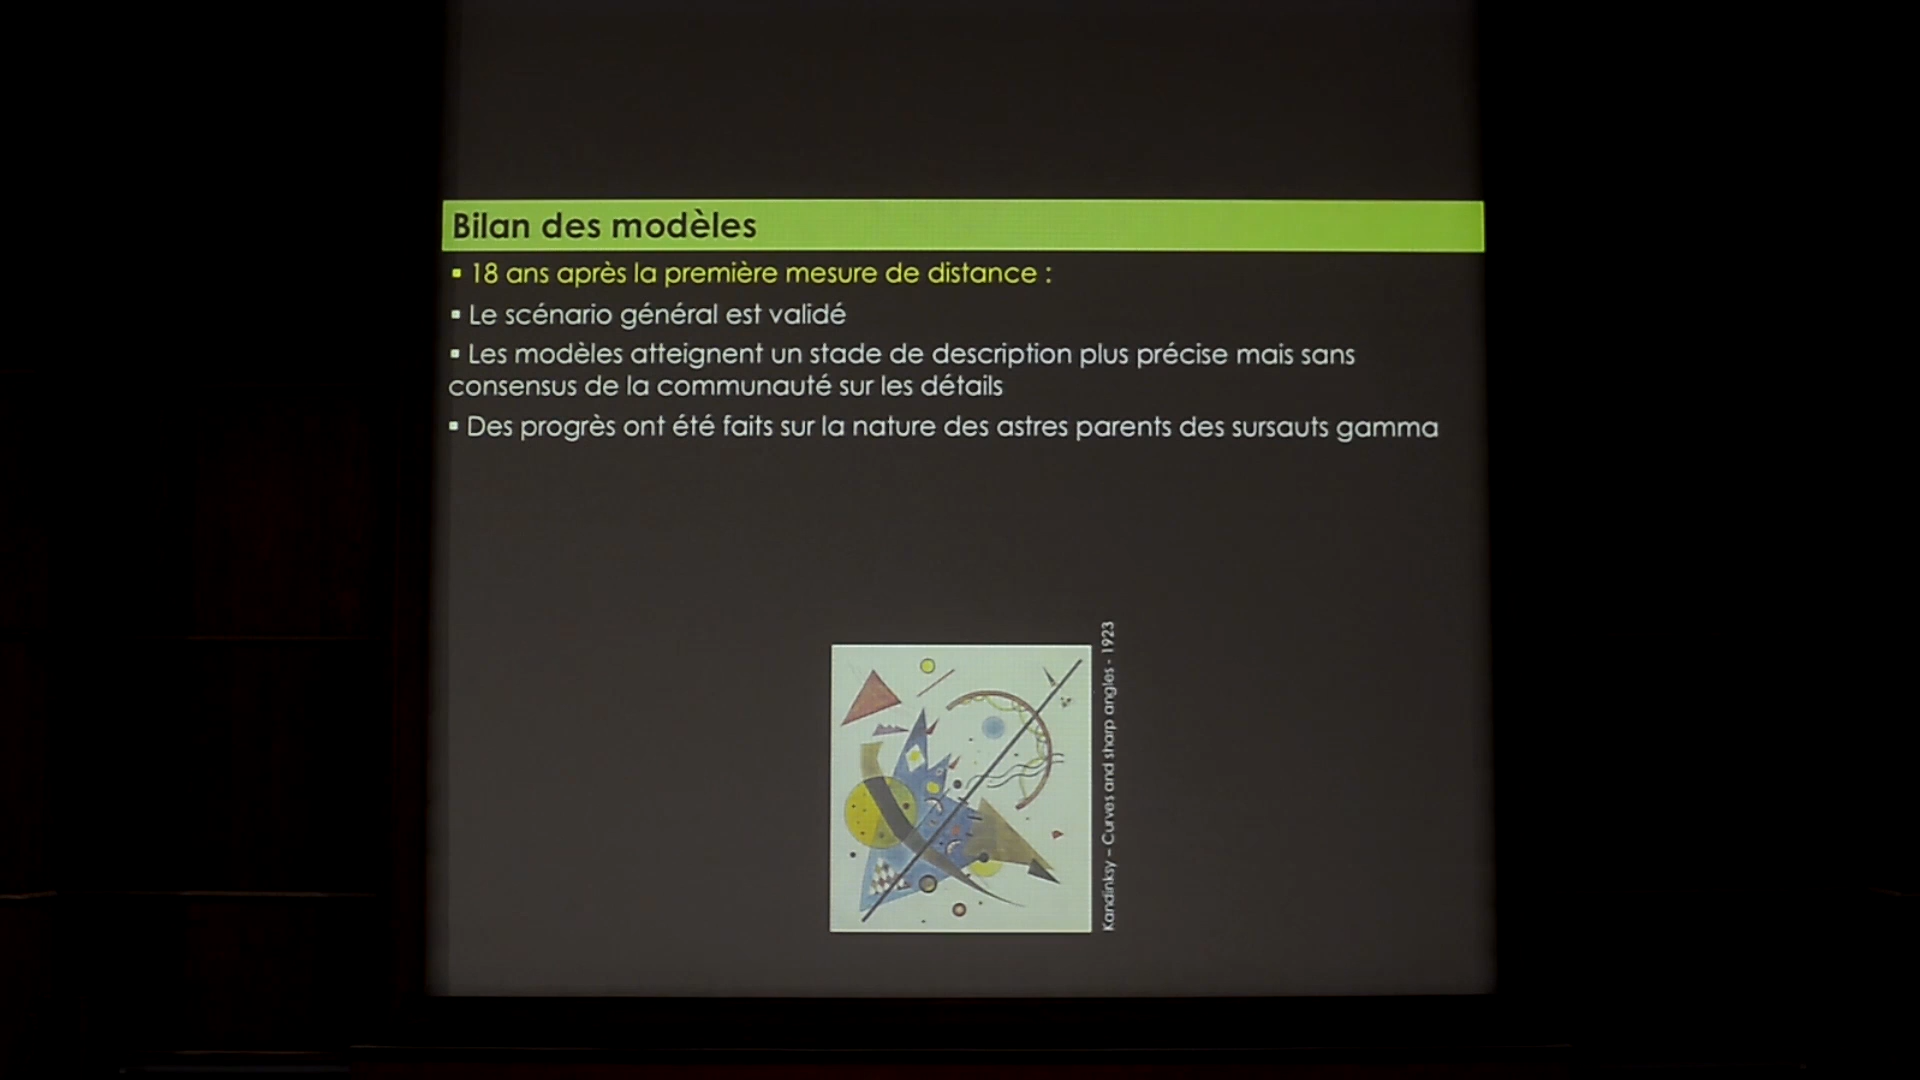 Bilan des modèles
▪ 18 ans après la première mesure de distance :
▪ Le scénario général est validé
▪ Les modèles atteignent un stade de description plus précise mais sans
consensus de la communauté sur les détails
▪ Des progrès ont été faits sur la nature des astres parents des sursauts gamma
Kandinksy – Curves and sharp angles - 1923